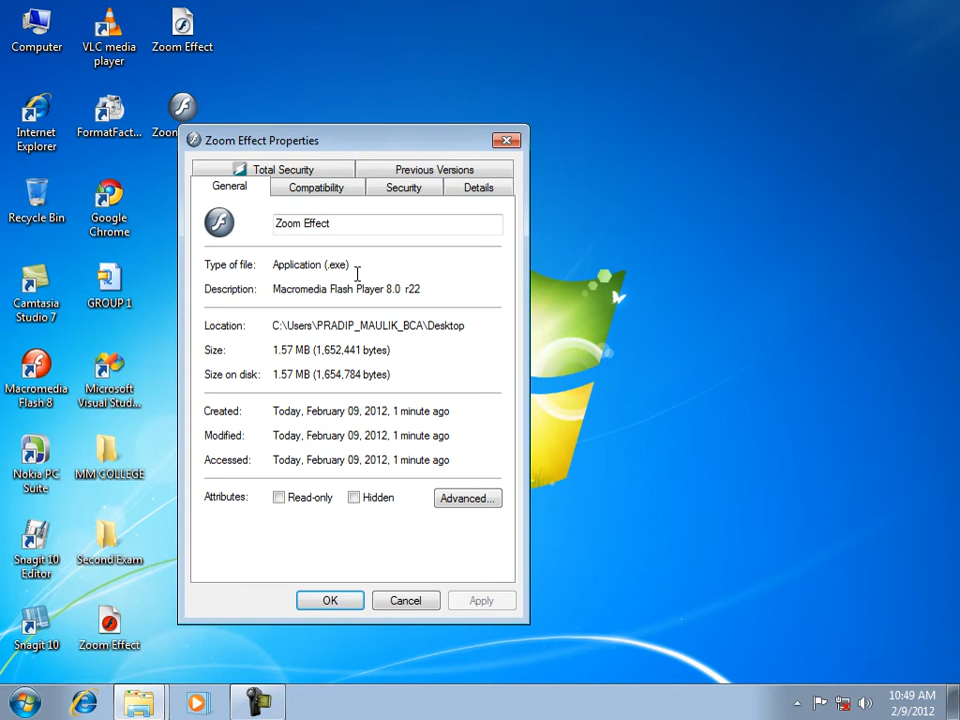 Computer
VLC media
player
Zoom Effect
Internet
Explorer
FormatFact...
Zoom
Recycle Bin
Google
Chrome
Camtasia
Studio 7
GROUP 1
Macromedia
Flash 8
Microsoft
Visual Stud...
Nokia PC
Suite
MM COLLEGE
Snagit 10
Editor
Second Exam
Snagit 10
Zoom Effect
Zoom Effect Properties
Total Security
Previous Versions
General
Compatibility
Security
Details
Zoom Effect
Type of file: Application (.exe)
Description: Macromedia Flash Player 8.0 r22
Location: C:\Users\PRADIP_MAULIK_BCA\Desktop
Size: 1.57 MB (1,652,441 bytes)
Size on disk: 1.57 MB (1,654,784 bytes)
Created: Today, February 09, 2012, 1 minute ago
Modified: Today, February 09, 2012, 1 minute ago
Accessed: Today, February 09, 2012, 1 minute ago
Attributes: Read-only Hidden Advanced...
OK Cancel Apply
10:49 AM
2/9/2012